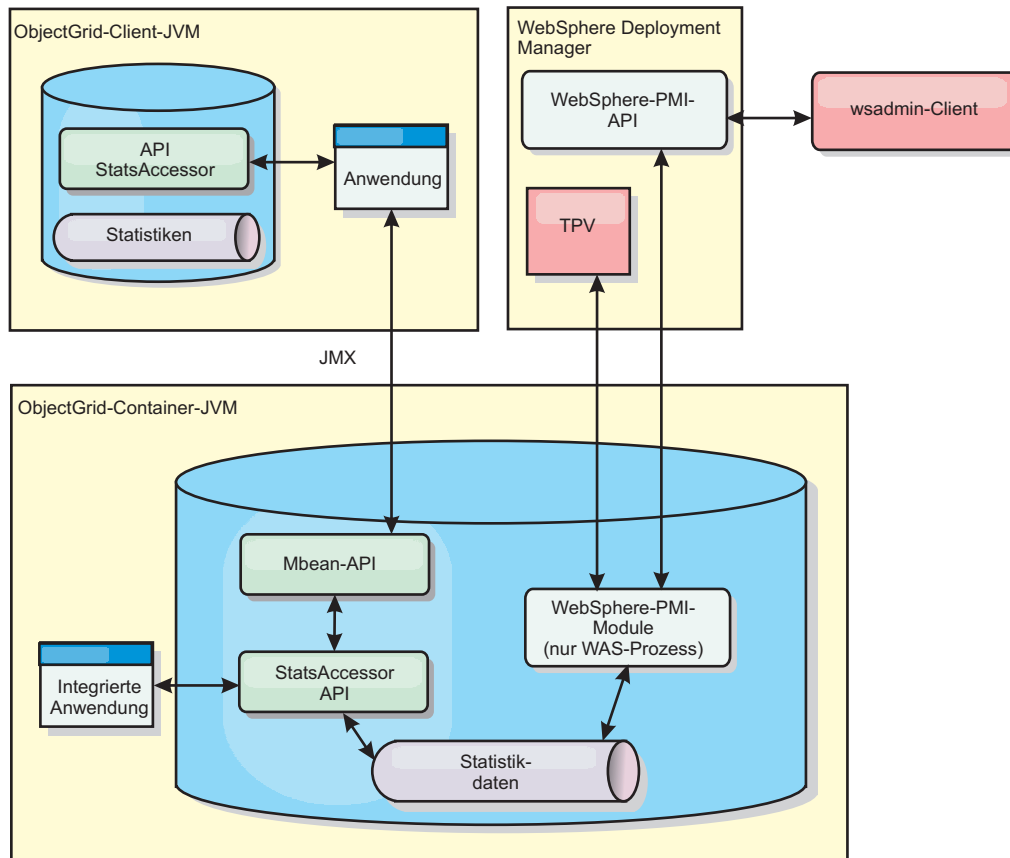 ObjectGrid-Client-JVM
API
StatsAccessor
Anwendung
Statistiken
WebSphere Deployment
Manager
WebSphere-PMI-
API
wsadmin-Client
TPV
JMX
ObjectGrid-Container-JVM
Mbean-API
WebSphere-PMI-
Module
(nur WAS-Prozess)
StatsAccessor
API
Integrierte
Anwendung
Statistik-
daten